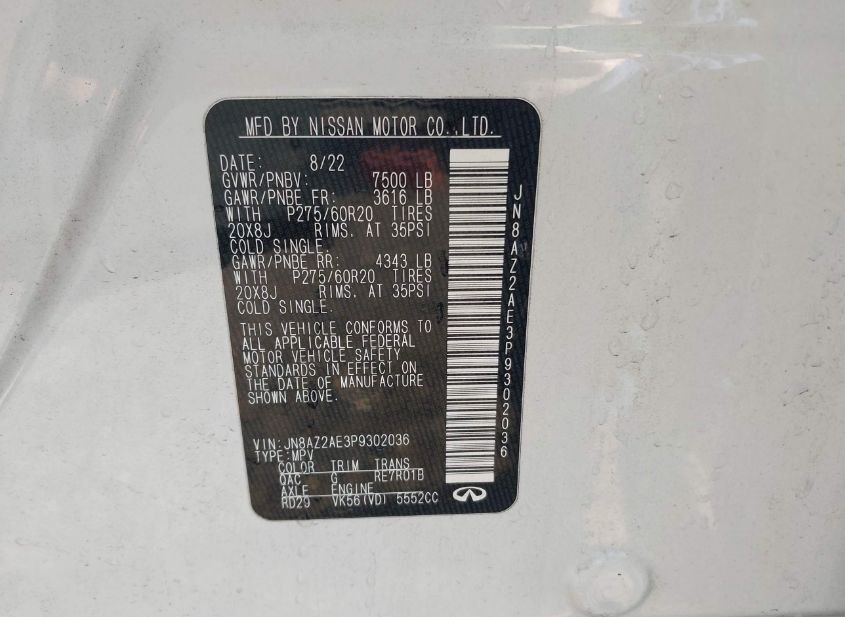 MFD BY NISSAN MOTOR CO.,LTD.
DATE: 8/22
GVWR/PNBV: 7500 LB
GAWR/PNBE FR: 3616 LB
WITH P275/60R20 TIRES
20X8J RIMS. AT 35PSI
COLD SINGLE.
GAWR/PNBE RR: 4343 LB
WITH P275/60R20 TIRES
20X8J RIMS. AT 35PSI
COLD SINGLE.
THIS VEHICLE CONFORMS TO
ALL APPLICABLE FEDERAL
MOTOR VEHICLE SAFETY
STANDARDS IN EFFECT ON
THE DATE OF MANUFACTURE
SHOWN ABOVE.
VIN:JN8AZ2AE3P9302036
TYPE:MPV
COLOR TRIM TRANS
QAC G RE7R01B
AXLE ENGINE
RD29 VK56(VD) 5552CC
JN8AZ2AE3P9302036